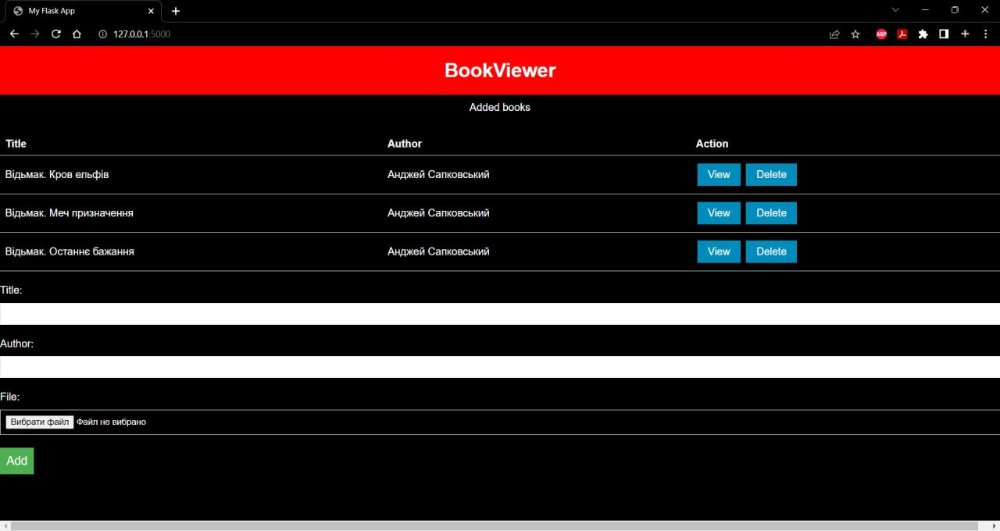 My Flask App
127.0.0.1:5000
ABP
BookViewer
Added books
Title Author Action
Відьмак. Кров ельфів Анджей Сапковський View Delete
Відьмак. Меч призначення Анджей Сапковський View Delete
Відьмак. Останнє бажання Анджей Сапковський View Delete
Title:
Author:
File:
Вибрати файл Файл не вибрано
Add